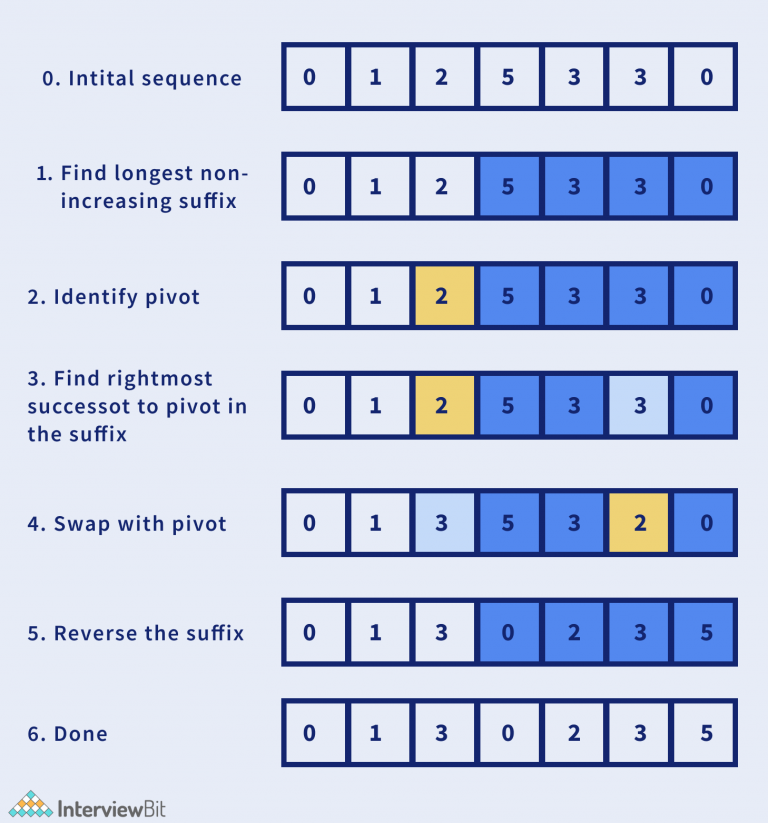 0. Intital sequence
0 1 2 5 3 3 0
1. Find longest non-
increasing suffix
0 1 2 5 3 3 0
2. Identify pivot
0 1 2 5 3 3 0
3. Find rightmost
successot to pivot in
the suffix
0 1 2 5 3 3 0
4. Swap with pivot
0 1 3 5 3 2 0
5. Reverse the suffix
0 1 3 0 2 3 5
6. Done
0 1 3 0 2 3 5
InterviewBit